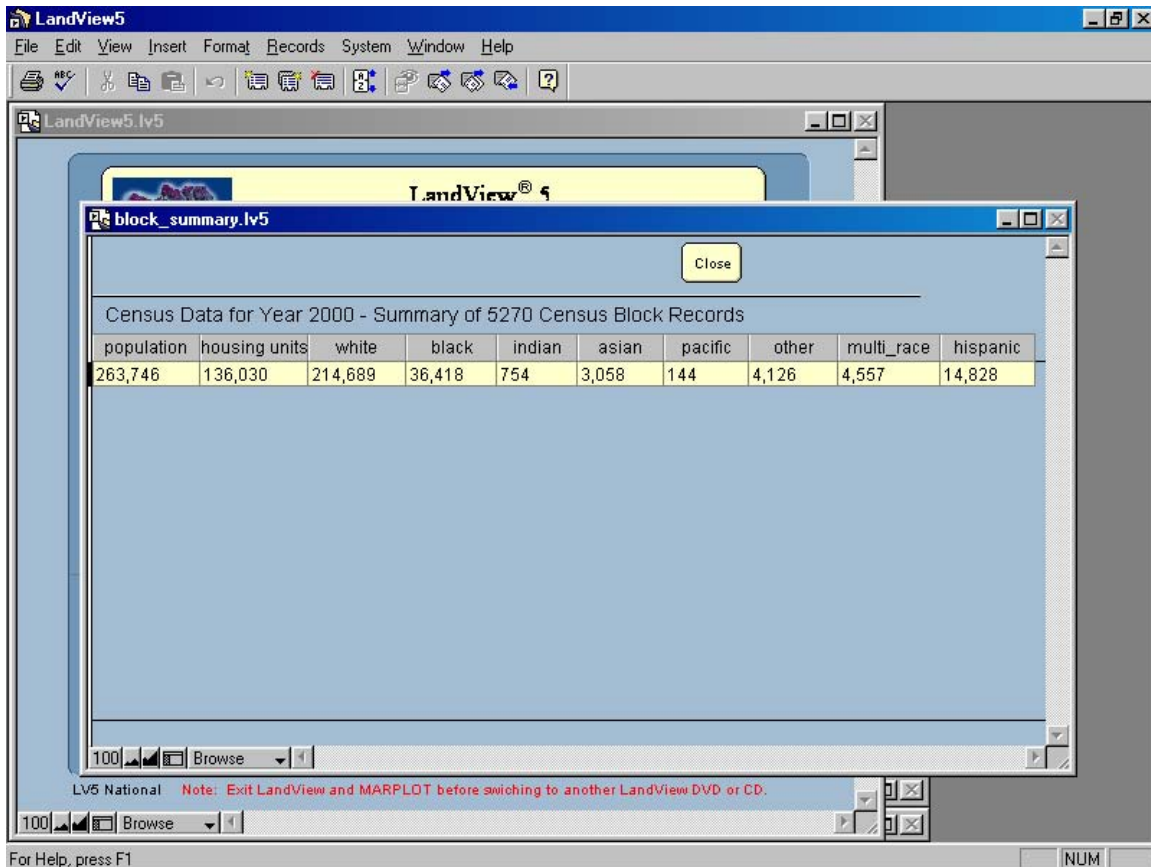 LandView5
File Edit View Insert Format Records System Window Help
ABC
LandView5.lv5
LandView® 5
block_summary.lv5
Close
Census Data for Year 2000 - Summary of 5270 Census Block Records
population housing units white black indian asian pacific other multi_race hispanic
263,746 136,030 214,689 36,418 754 3,058 144 4,126 4,557 14,828
100 Browse
LV5 National Note: Exit LandView and MARPLOT before swiching to another LandView DVD or CD.
100 Browse
For Help, press F1 NUM